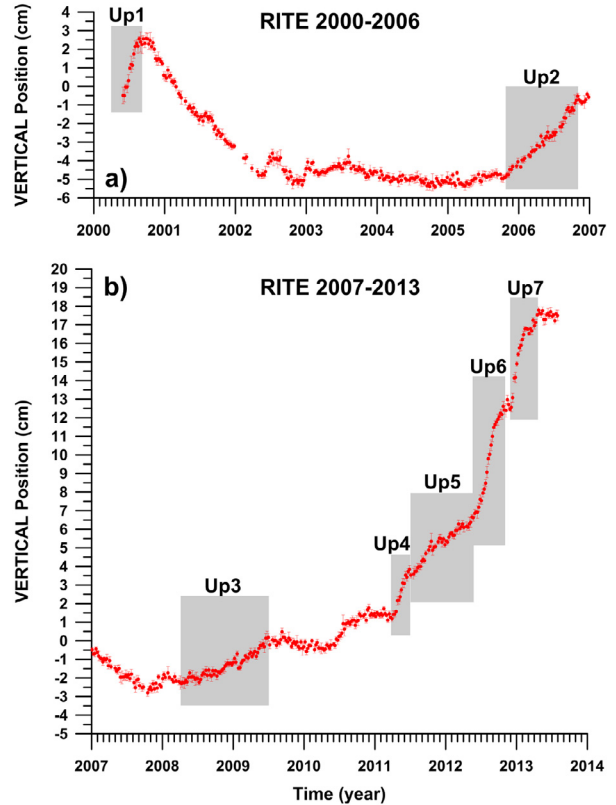 RITE 2000-2006
Up1
Up2
a)
VERTICAL Position (cm)
4
3
2
1
0
-1
-2
-3
-4
-5
-6
2000 2001 2002 2003 2004 2005 2006 2007
b)
RITE 2007-2013
Up7
Up6
Up5
Up4
Up3
VERTICAL Position (cm)
20
19
18
17
16
15
14
13
12
11
10
9
8
7
6
5
4
3
2
1
0
-1
-2
-3
-4
-5
2007 2008 2009 2010 2011 2012 2013 2014
Time (year)